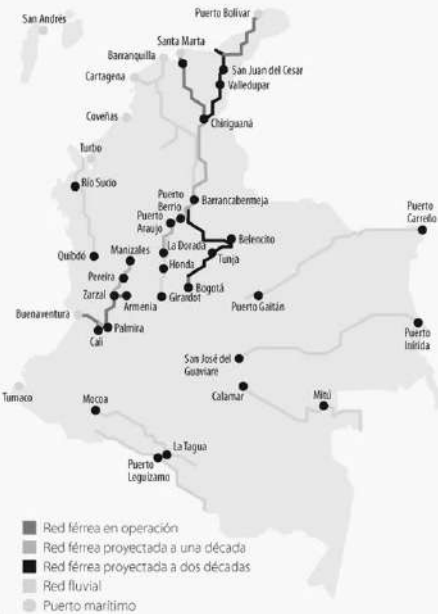 San Andrés
Puerto Bolívar
Santa Marta
Barranquilla
Cartagena
San Juan del Cesar
Valledupar
Coveñas
Chiriguaná
Turbo
Río Sucio
Puerto
Berrio
Barrancabermeja
Puerto
Araujo
Puerto
Carreño
Belencito
Quibdó
Manizales
La Dorada
Tunja
Pereira
Honda
Bogotá
Zarzal
Armenia
Girardot
Puerto Gaitán
Buenaventura
Palmira
Cali
Puerto
Inírida
San José del
Guaviare
Tumaco
Calamar
Mitú
Mocoa
La Tagua
Puerto
Leguízamo
Red férrea en operación
Red férrea proyectada a una década
Red férrea proyectada a dos décadas
Red fluvial
Puerto marítimo